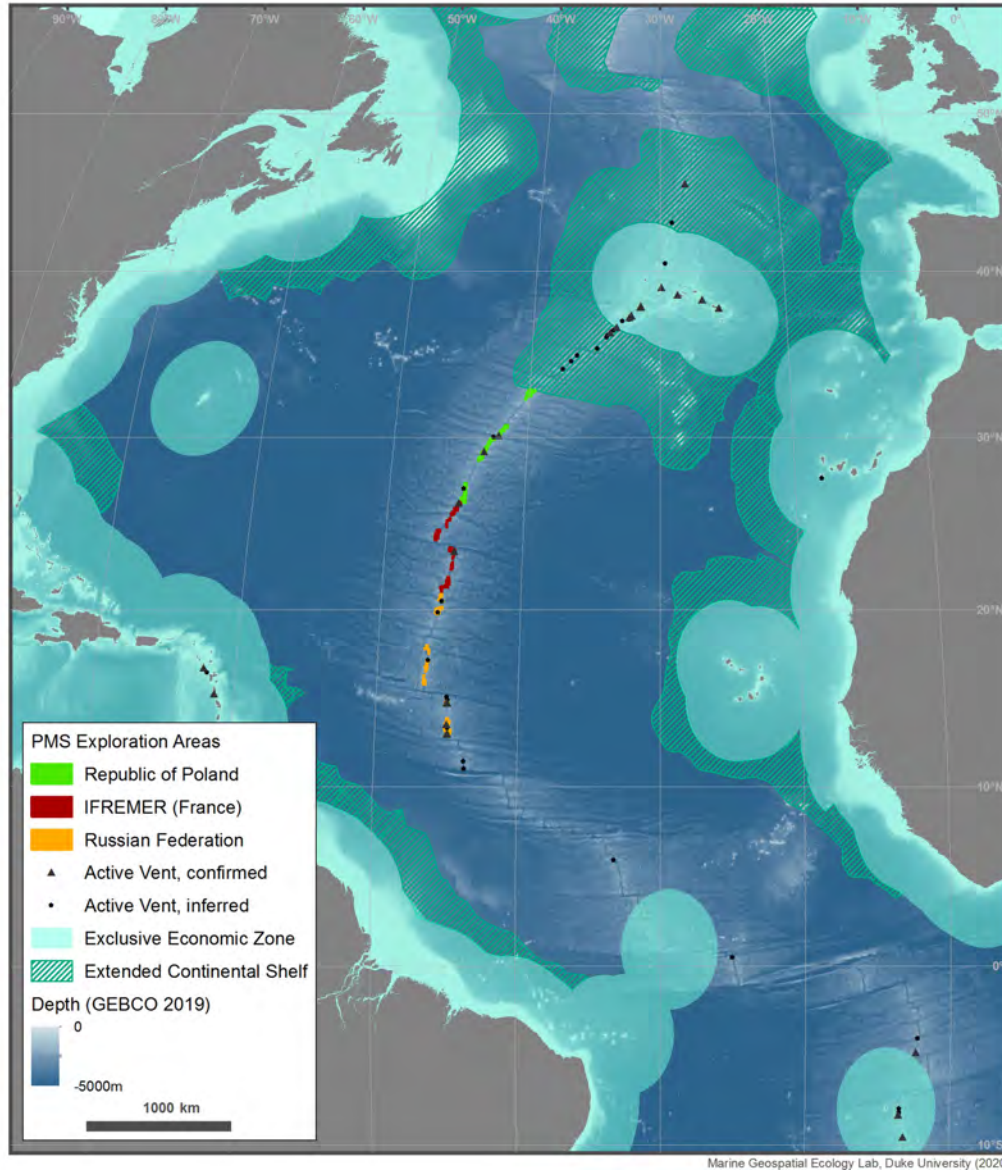 90°W 80°W 70°W 60°W 50°W 40°W 30°W 20°W 10°W 0°
50°N
40°N
30°N
20°N
10°N
0°
10°S
PMS Exploration Areas
Republic of Poland
IFREMER (France)
Russian Federation
Active Vent, confirmed
Active Vent, inferred
Exclusive Economic Zone
Extended Continental Shelf
Depth (GEBCO 2019)
0
-5000m
1000 km
Marine Geospatial Ecology Lab, Duke University (2020